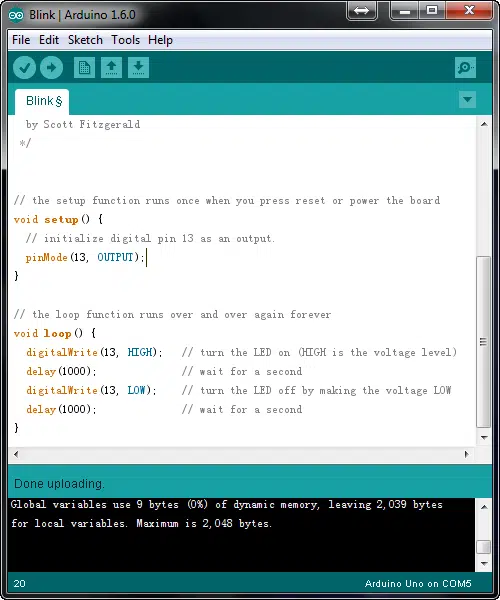 Blink | Arduino 1.6.0
File Edit Sketch Tools Help
Blink §
by Scott Fitzgerald
*/
// the setup function runs once when you press reset or power the board
void setup() {
// initialize digital pin 13 as an output.
pinMode(13, OUTPUT);
}
// the loop function runs over and over again forever
void loop() {
digitalWrite(13, HIGH);   // turn the LED on (HIGH is the voltage level)
delay(1000);              // wait for a second
digitalWrite(13, LOW);    // turn the LED off by making the voltage LOW
delay(1000);              // wait for a second
}
Done uploading.
Global variables use 9 bytes (0%) of dynamic memory, leaving 2,039 bytes
for local variables. Maximum is 2,048 bytes.
20 Arduino Uno on COM5